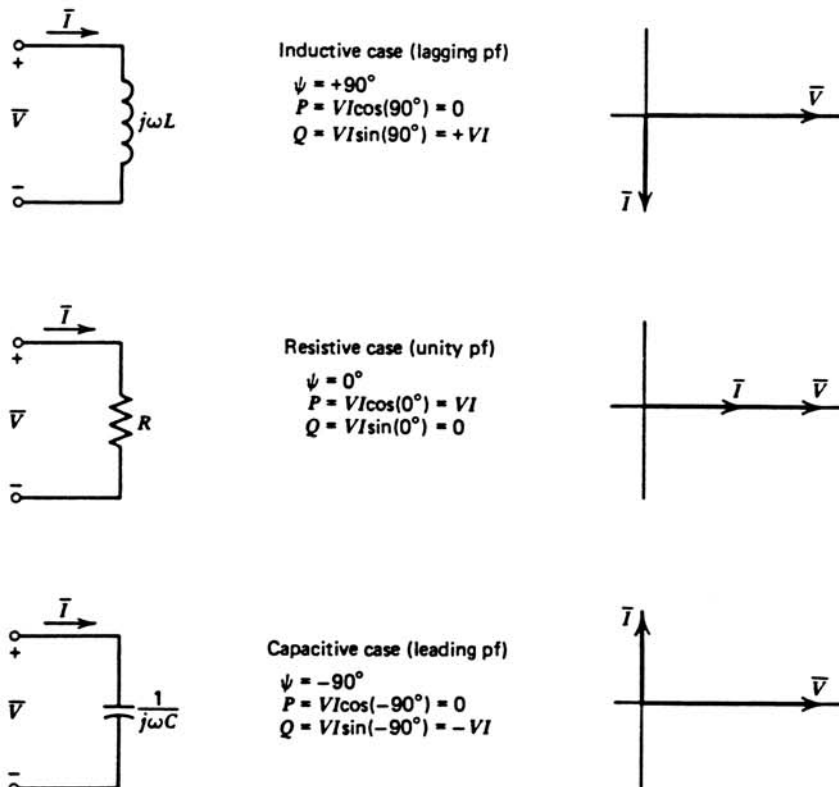 I̅
+
V̅
−
jωL
Inductive case (lagging pf)
ψ = +90°
P = VIcos(90°) = 0
Q = VIsin(90°) = +VI
V̅
I̅
I̅
+
V̅
−
R
Resistive case (unity pf)
ψ = 0°
P = VIcos(0°) = VI
Q = VIsin(0°) = 0
I̅ V̅
I̅
+
V̅
−
1
jωC
Capacitive case (leading pf)
ψ = −90°
P = VIcos(−90°) = 0
Q = VIsin(−90°) = −VI
I̅
V̅